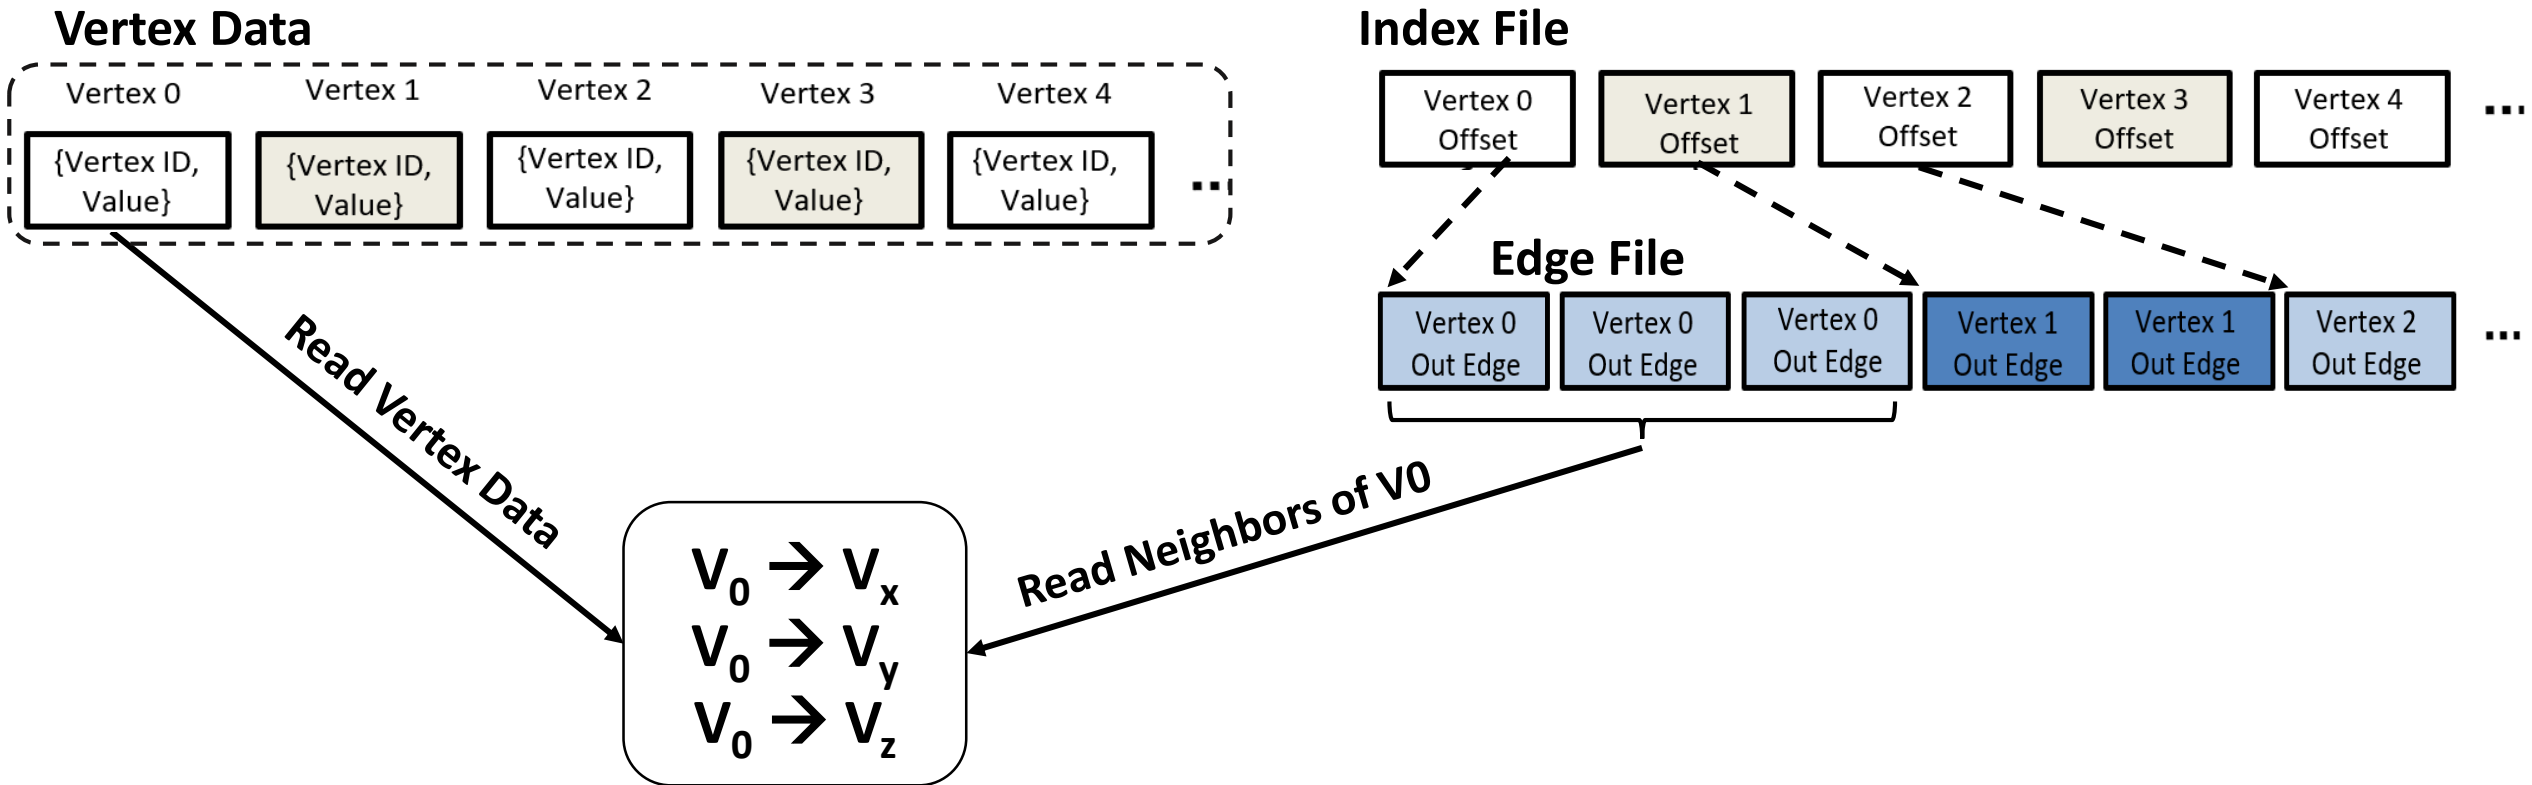 Vertex Data
Vertex 0
Vertex 1
Vertex 2
Vertex 3
Vertex 4
{Vertex ID,
Value}
{Vertex ID,
Value}
{Vertex ID,
Value}
{Vertex ID,
Value}
{Vertex ID,
Value}
..
Index File
Vertex 0
Offset
Vertex 1
Offset
Vertex 2
Offset
Vertex 3
Offset
Vertex 4
Offset
...
Edge File
Vertex 0
Out Edge
Vertex 0
Out Edge
Vertex 0
Out Edge
Vertex 1
Out Edge
Vertex 1
Out Edge
Vertex 2
Out Edge
...
Read Vertex Data
Read Neighbors of V0
V₀ → Vₓ
V₀ → Vy
V₀ → Vz